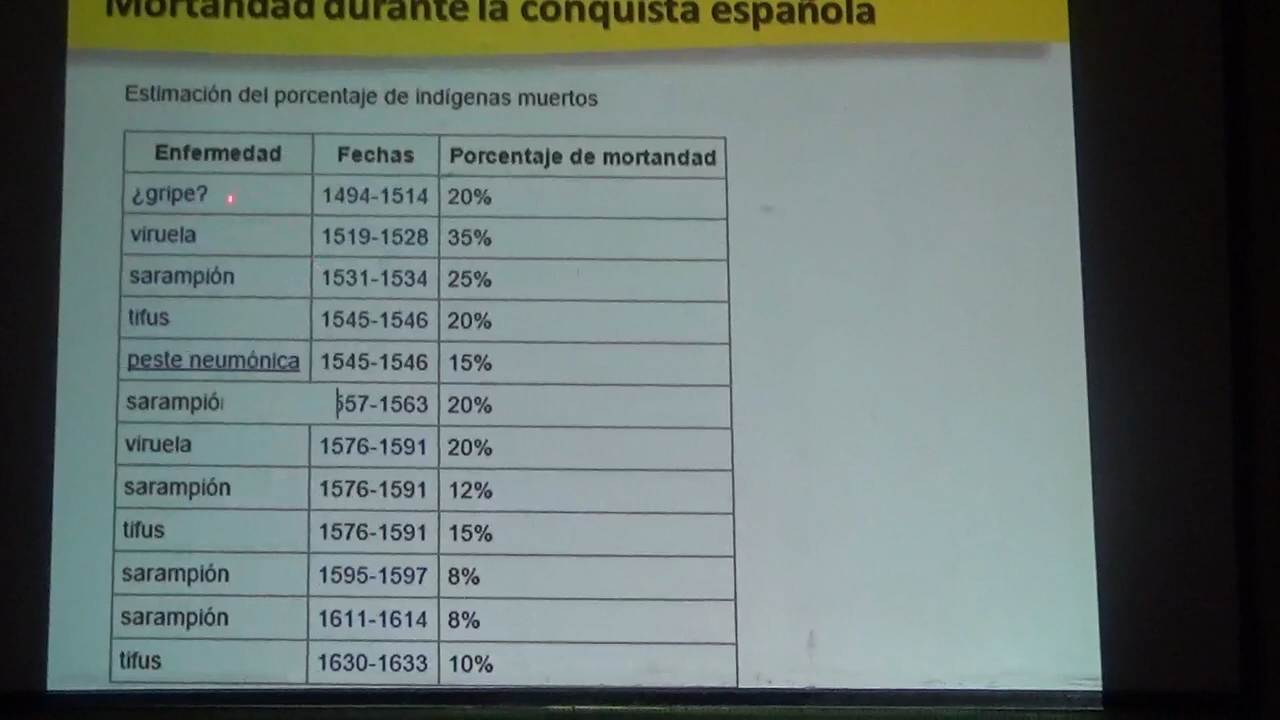 Mortandad durante la conquista española
Estimación del porcentaje de indígenas muertos
Enfermedad Fechas Porcentaje de mortandad
¿gripe? 1494-1514 20%
viruela 1519-1528 35%
sarampión 1531-1534 25%
tifus 1545-1546 20%
peste neumónica 1545-1546 15%
sarampió 557-1563 20%
viruela 1576-1591 20%
sarampión 1576-1591 12%
tifus 1576-1591 15%
sarampión 1595-1597 8%
sarampión 1611-1614 8%
tifus 1630-1633 10%